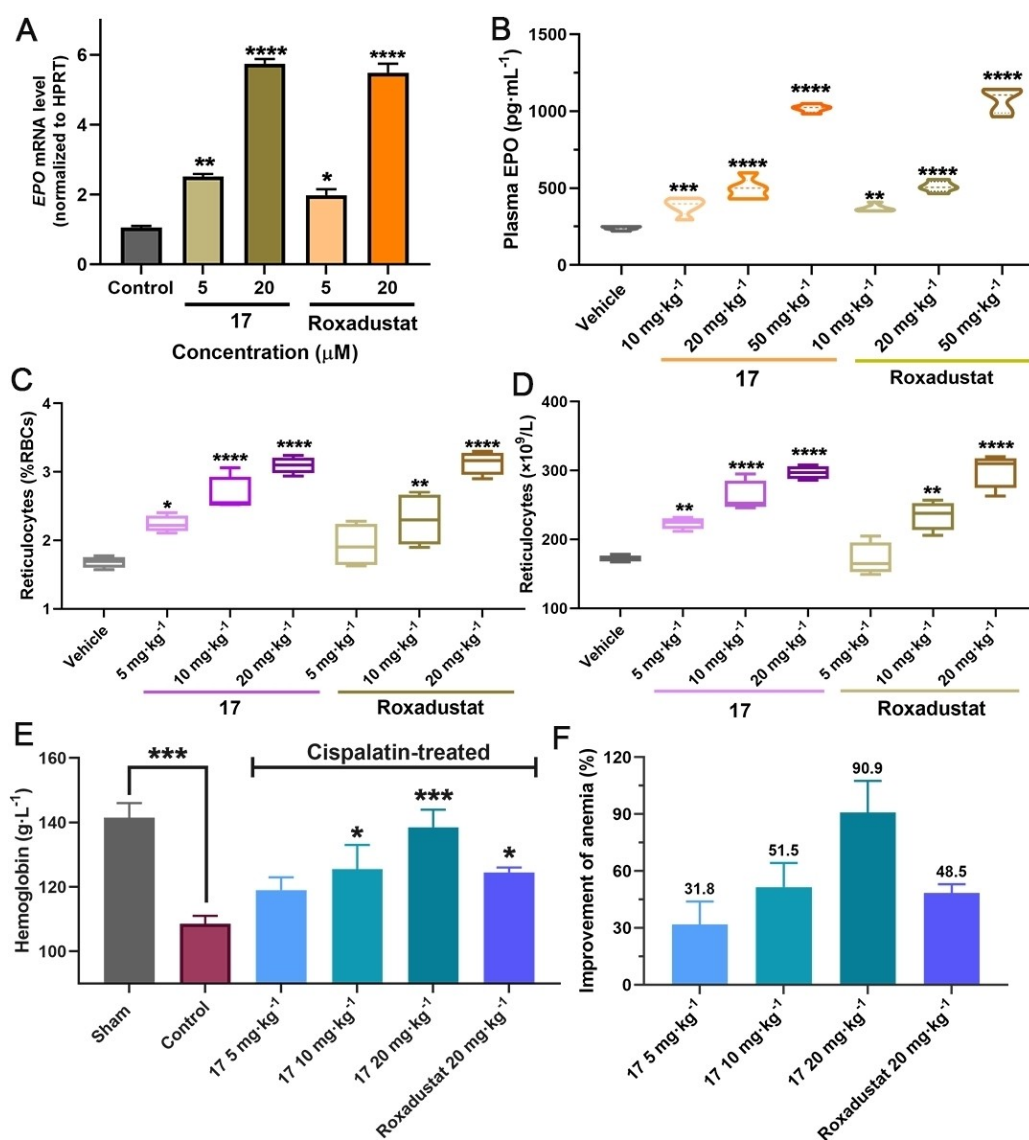 A
EPO mRNA level
(normalized to HPRT)
6
4
2
0
**
****
*
****
Control
5
20
5
20
17
Roxadustat
Concentration (μM)
B
Plasma EPO (pg·mL⁻¹)
1500
1000
500
0
***
****
****
**
****
****
Vehicle
10 mg·kg⁻¹
20 mg·kg⁻¹
50 mg·kg⁻¹
10 mg·kg⁻¹
20 mg·kg⁻¹
50 mg·kg⁻¹
17
Roxadustat
C
Reticulocytes (%RBCs)
4
3
2
1
*
****
****
**
****
Vehicle
5 mg·kg⁻¹
10 mg·kg⁻¹
20 mg·kg⁻¹
5 mg·kg⁻¹
10 mg·kg⁻¹
20 mg·kg⁻¹
17
Roxadustat
D
Reticulocytes (×10⁹/L)
400
300
200
100
**
****
****
**
****
Vehicle
5 mg·kg⁻¹
10 mg·kg⁻¹
20 mg·kg⁻¹
5 mg·kg⁻¹
10 mg·kg⁻¹
20 mg·kg⁻¹
17
Roxadustat
E
Hemoglobin (g·L⁻¹)
160
140
120
100
***
Cispalatin-treated
*
***
*
Sham
Control
17 5 mg·kg⁻¹
17 10 mg·kg⁻¹
17 20 mg·kg⁻¹
Roxadustat 20 mg·kg⁻¹
F
Improvement of anemia (%)
120
90
60
30
0
31.8
51.5
90.9
48.5
17 5 mg·kg⁻¹
17 10 mg·kg⁻¹
17 20 mg·kg⁻¹
Roxadustat 20 mg·kg⁻¹